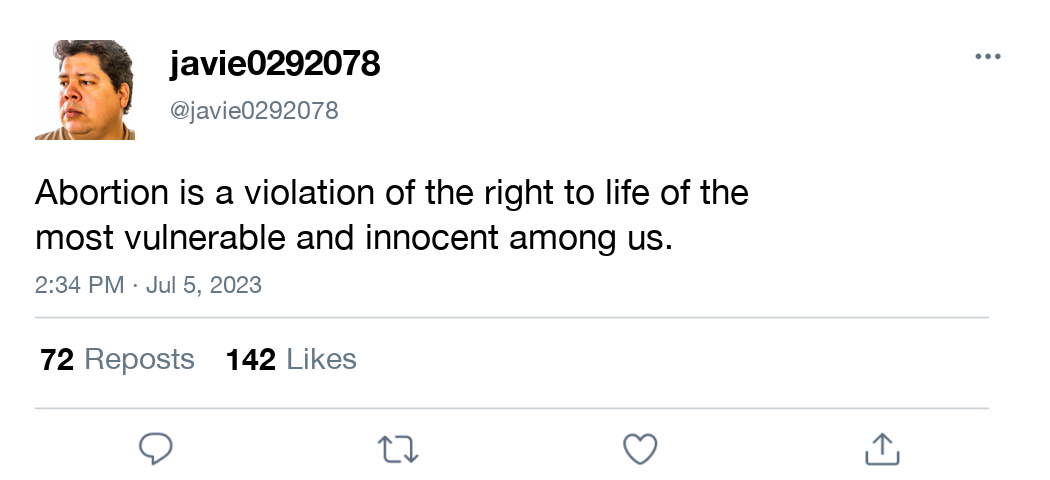 javie0292078
@javie0292078
Abortion is a violation of the right to life of the
most vulnerable and innocent among us.
2:34 PM · Jul 5, 2023
72 Reposts 142 Likes